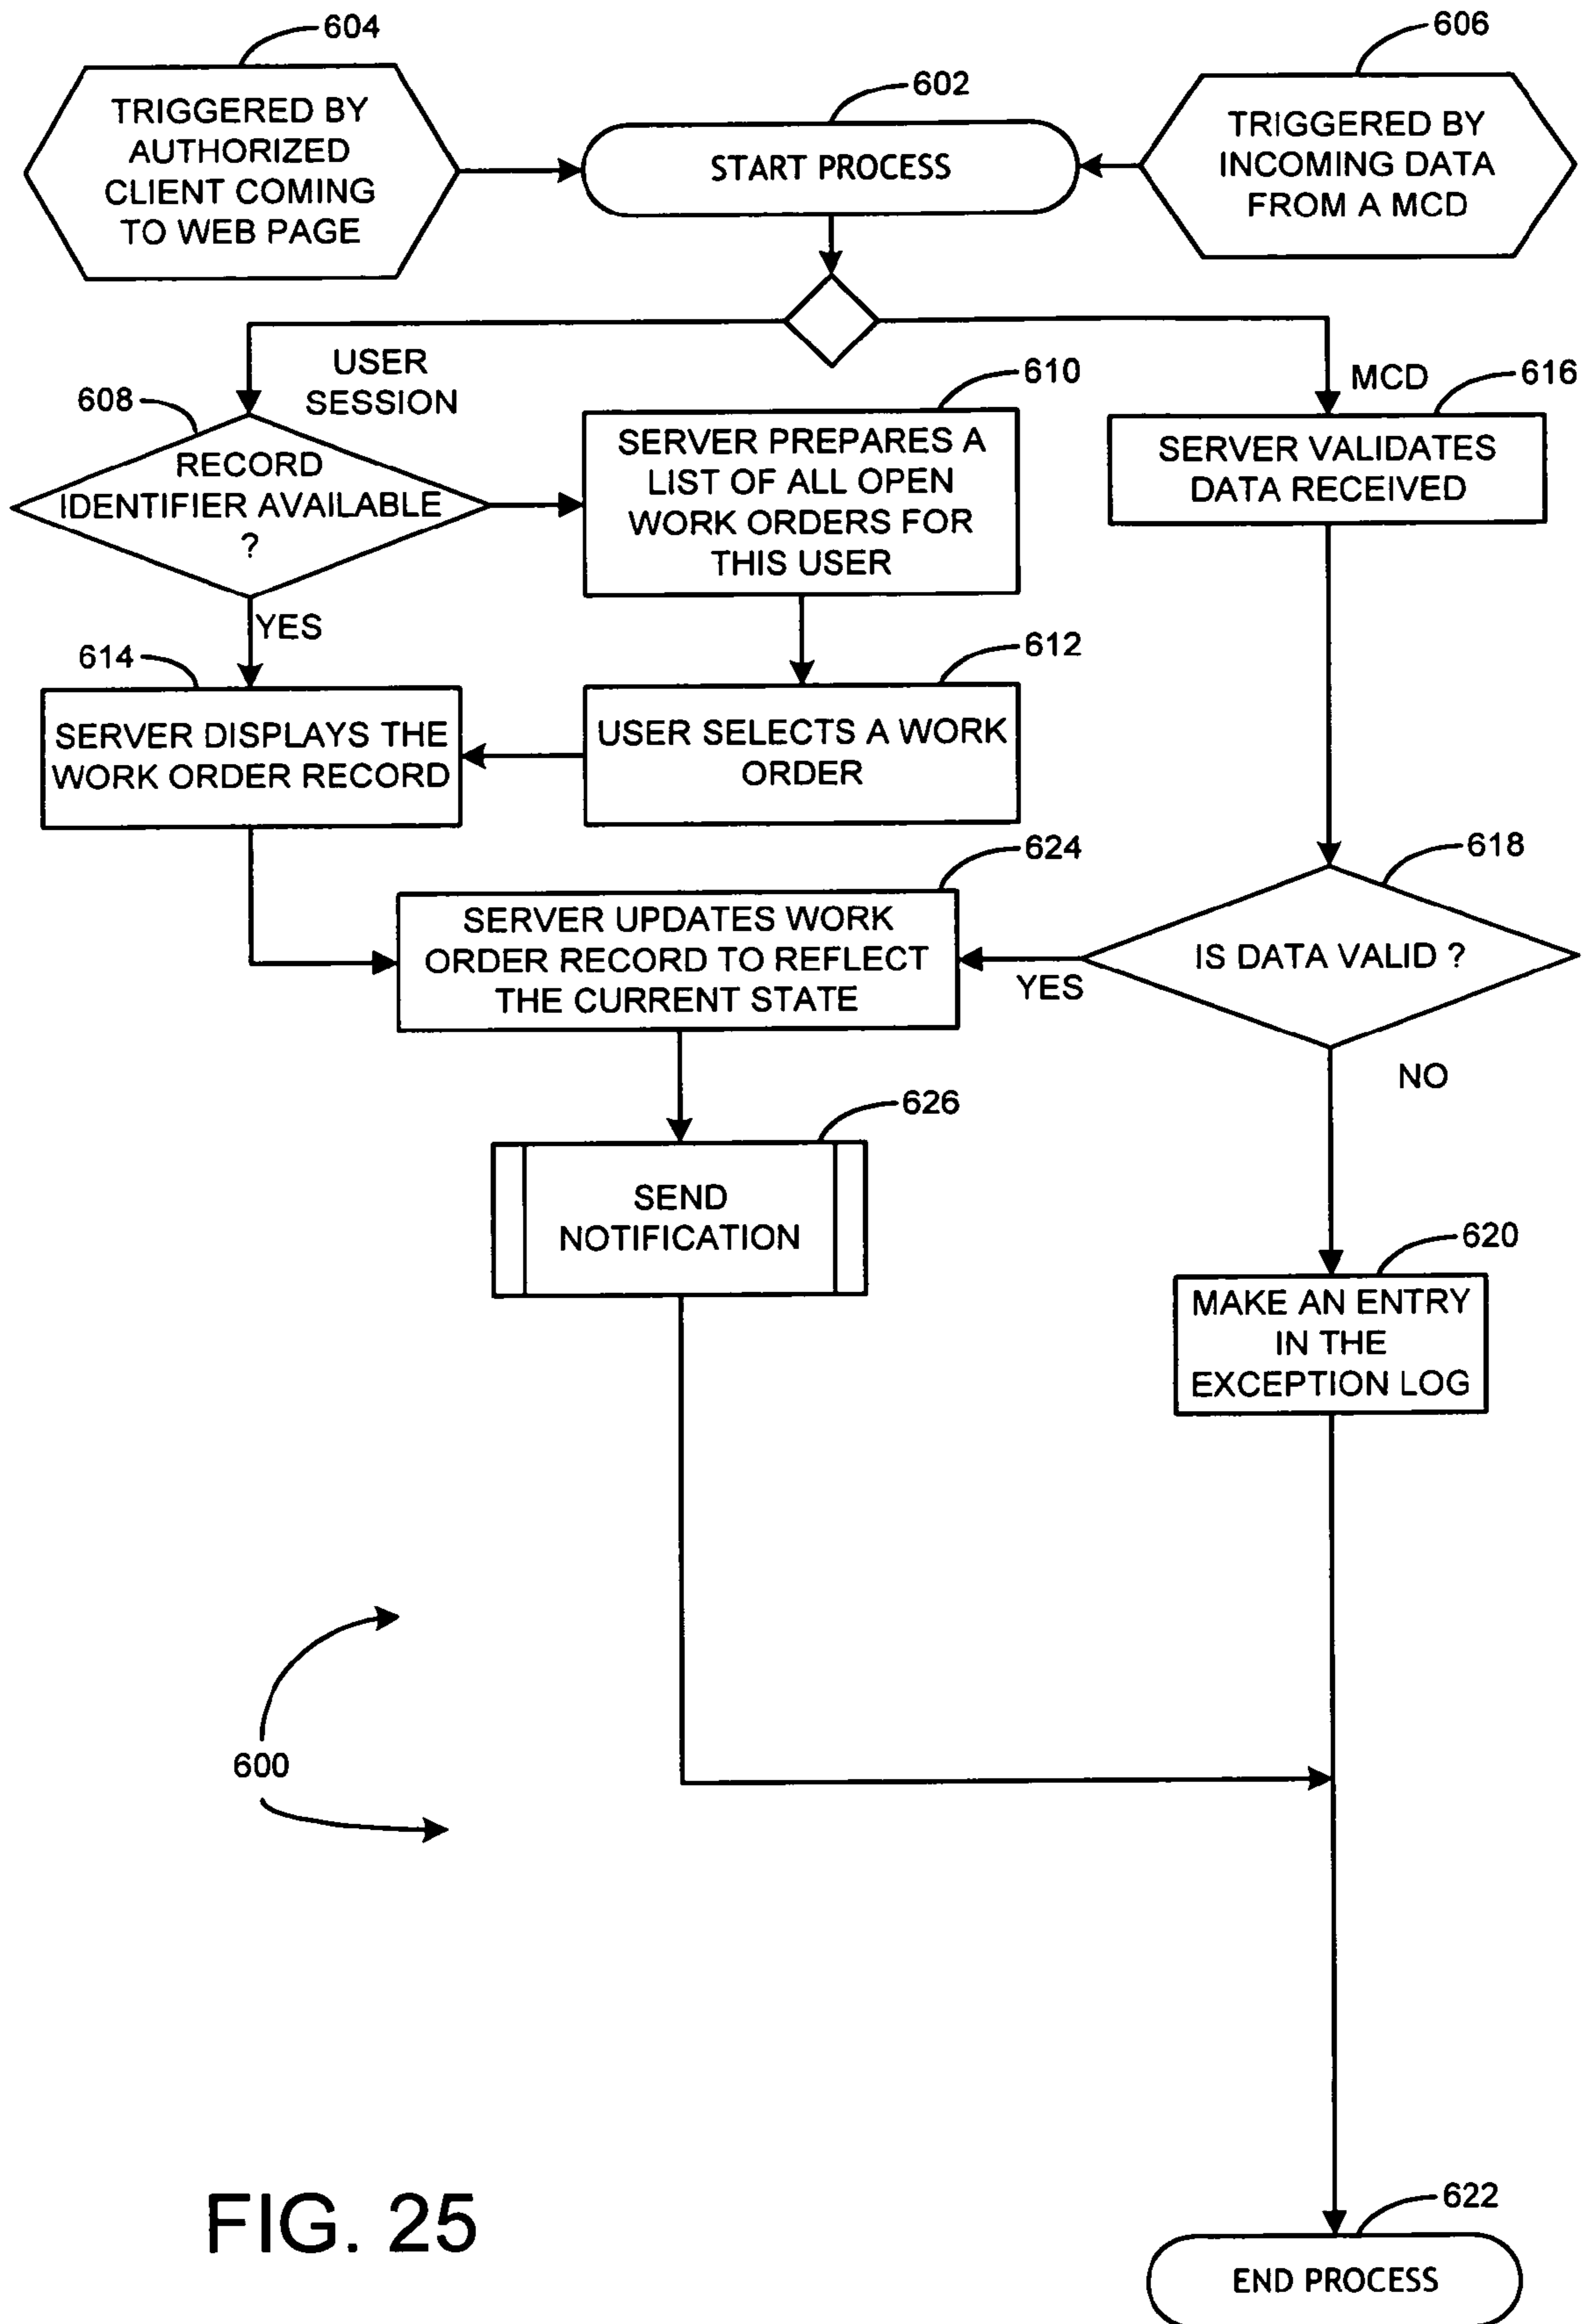 604
606
602
TRIGGERED BY
AUTHORIZED
CLIENT COMING
TO WEB PAGE
START PROCESS
TRIGGERED BY
INCOMING DATA
FROM A MCD
USER
SESSION
608
RECORD
IDENTIFIER AVAILABLE
?
610
SERVER PREPARES A
LIST OF ALL OPEN
WORK ORDERS FOR
THIS USER
MCD
616
SERVER VALIDATES
DATA RECEIVED
YES
614
SERVER DISPLAYS THE
WORK ORDER RECORD
612
USER SELECTS A WORK
ORDER
624
SERVER UPDATES WORK
ORDER RECORD TO REFLECT
THE CURRENT STATE
618
IS DATA VALID ?
YES
NO
626
SEND
NOTIFICATION
620
MAKE AN ENTRY
IN THE
EXCEPTION LOG
600
FIG. 25
622
END PROCESS